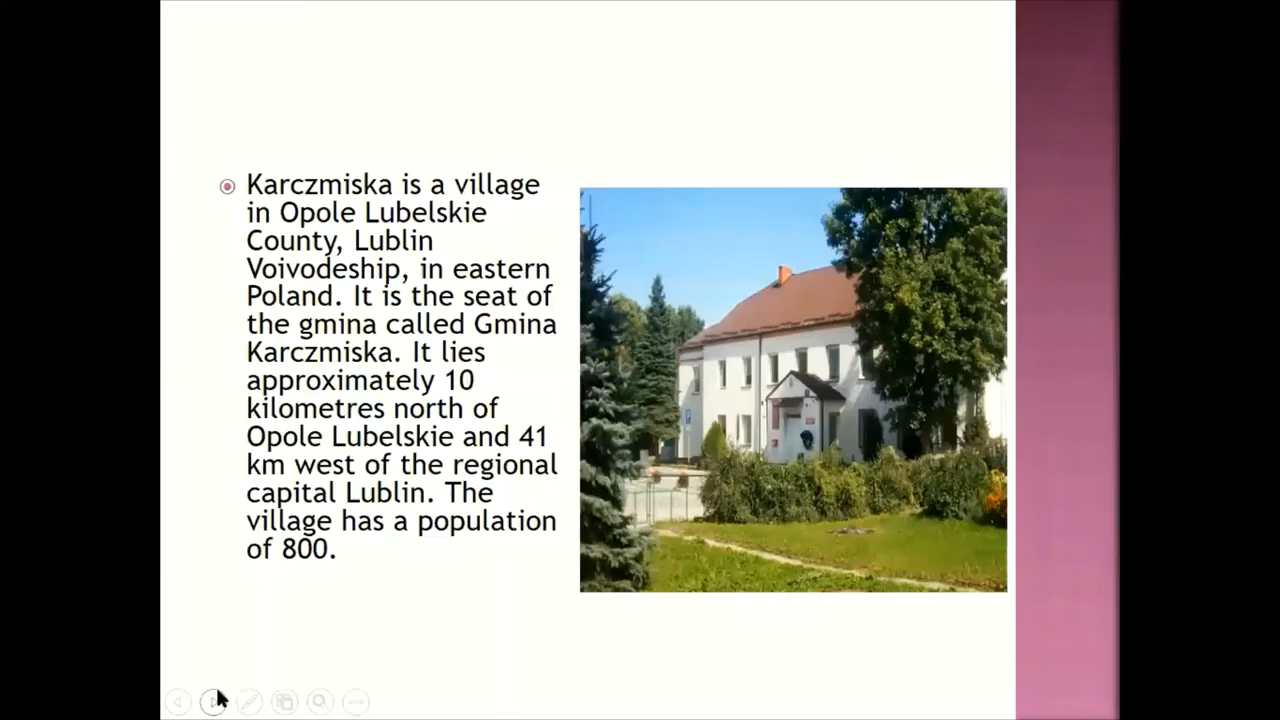 Karczmiska is a village
in Opole Lubelskie
County, Lublin
Voivodeship, in eastern
Poland. It is the seat of
the gmina called Gmina
Karczmiska. It lies
approximately 10
kilometres north of
Opole Lubelskie and 41
km west of the regional
capital Lublin. The
village has a population
of 800.